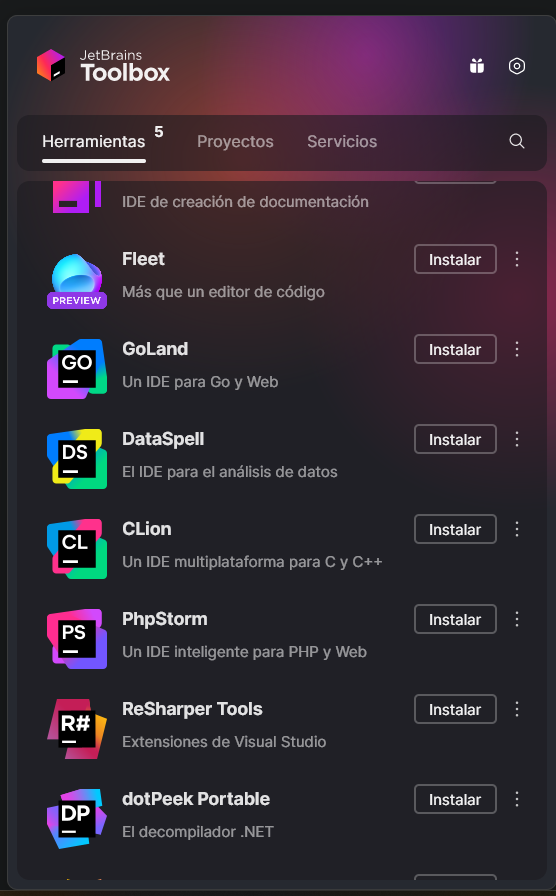 JetBrains
Toolbox
Herramientas 5 Proyectos Servicios
IDE de creación de documentación
Fleet
Instalar
Más que un editor de código
PREVIEW
GO
GoLand
Instalar
Un IDE para Go y Web
DS
DataSpell
Instalar
El IDE para el análisis de datos
CL
CLion
Instalar
Un IDE multiplataforma para C y C++
PS
PhpStorm
Instalar
Un IDE inteligente para PHP y Web
R#
ReSharper Tools
Instalar
Extensiones de Visual Studio
DP
dotPeek Portable
Instalar
El decompilador .NET